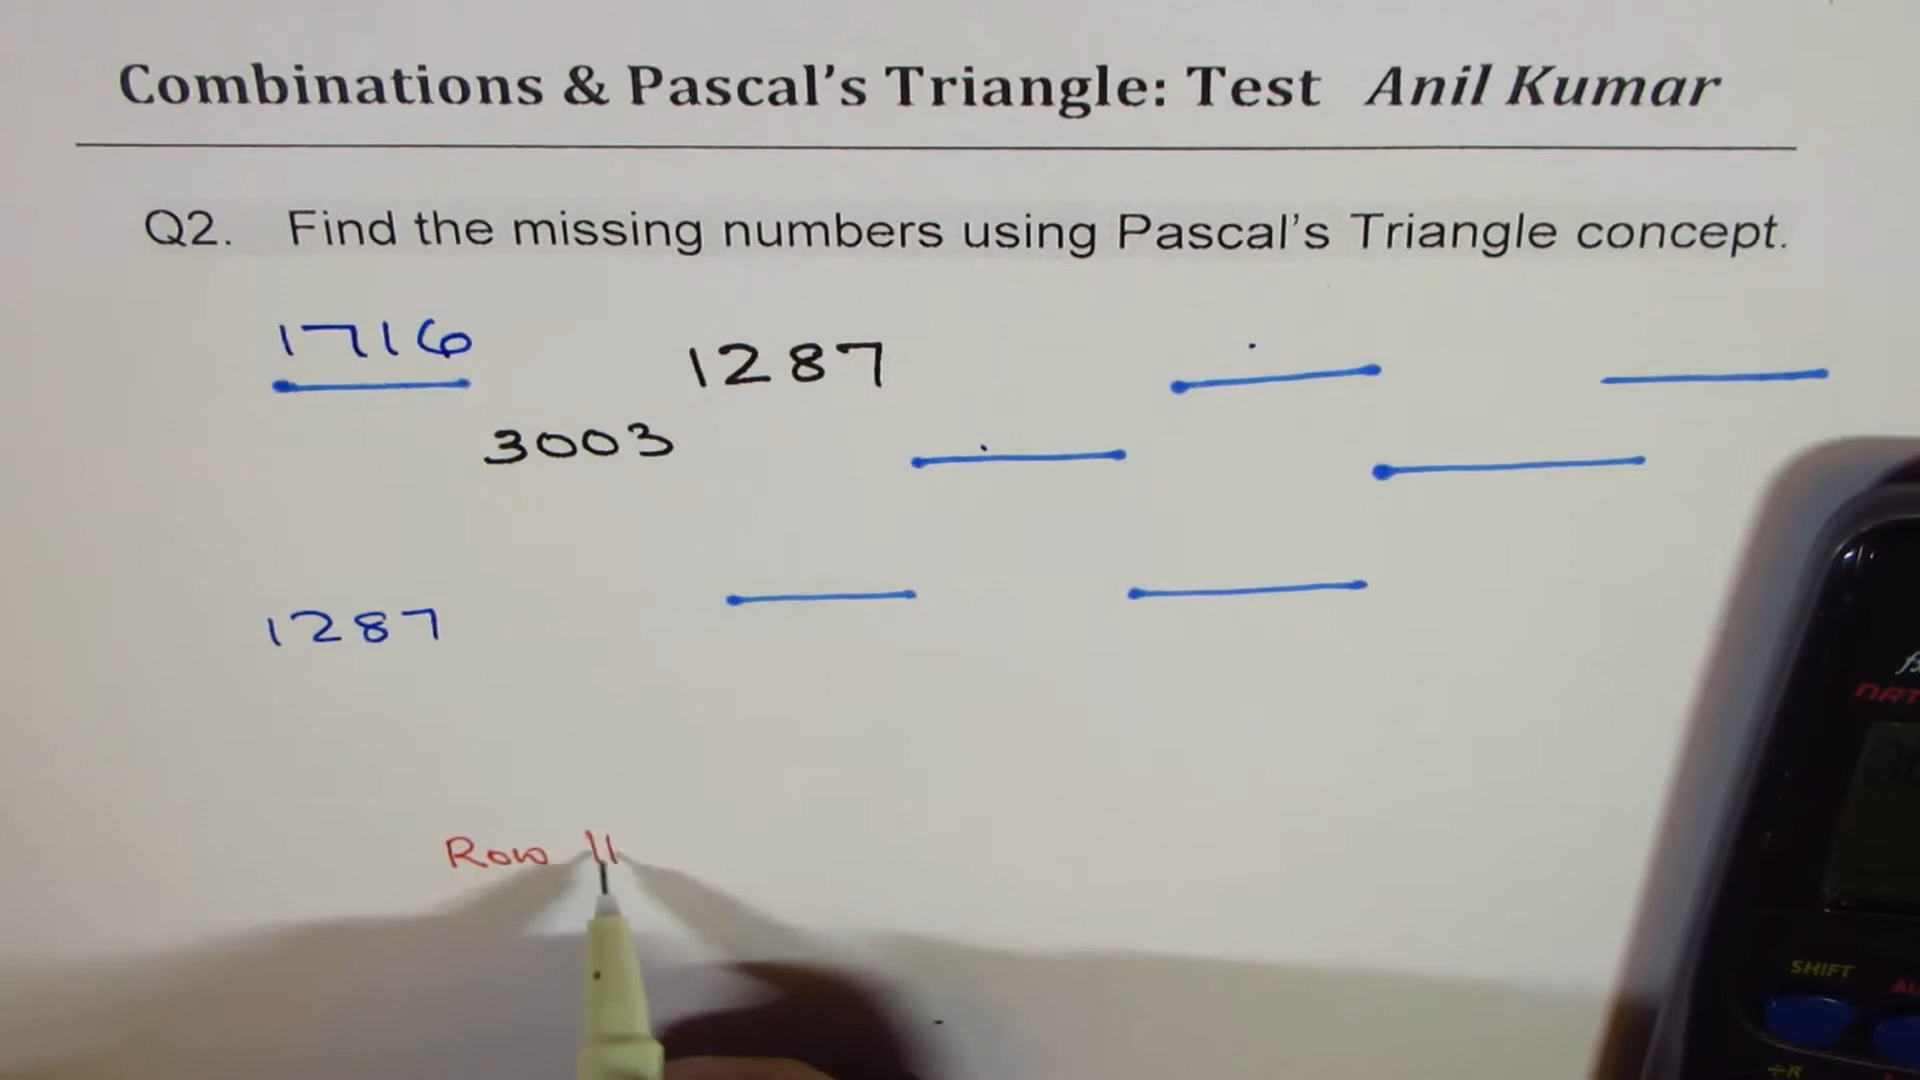 Combinations & Pascal's Triangle: Test Anil Kumar
Q2. Find the missing numbers using Pascal's Triangle concept.
1716 1287
3003
1287
Row 11
SHIFT
÷R